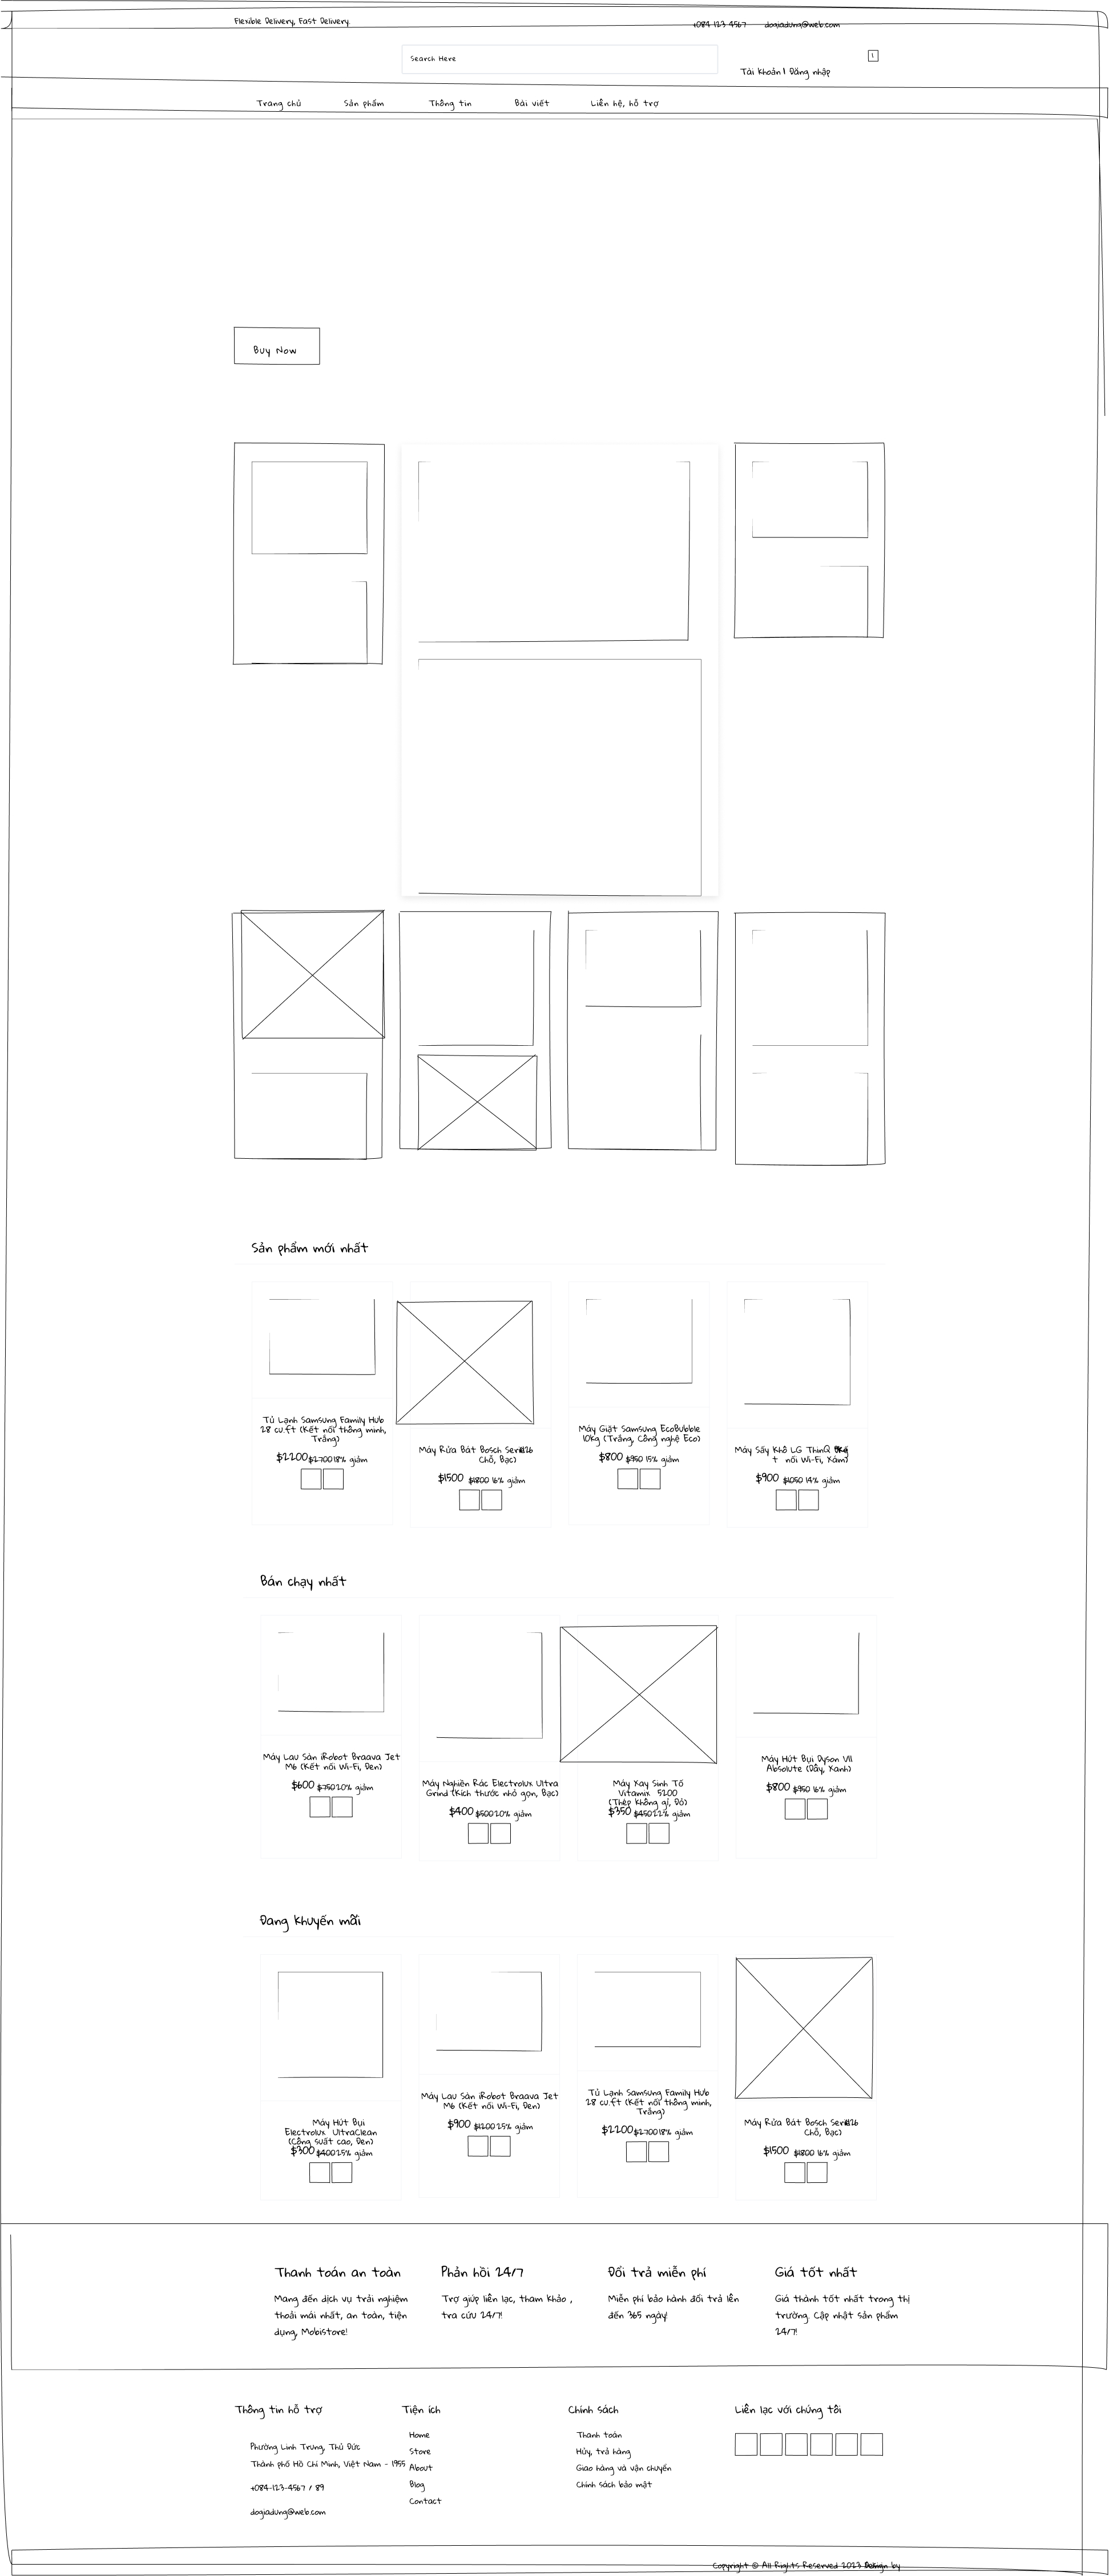 Flexible Delivery, Fast Delivery
+084 123 4567 dogiadung@web.com
Search Here
1
Tài Khoản | Đăng nhập
Trang chủ Sản phẩm Thông tin Bài viết Liên hệ, hỗ trợ
Buy Now
Sản phẩm mới nhất
Tủ Lạnh Samsung Family Hub
28 cu.ft (Kết nối thông minh,
Trắng)
$2200 $2700 18% giảm
Máy Rửa Bát Bosch
Chỗ, Bạc)
$1500 $1800 16% giảm
Máy Giặt Samsung EcoBubble
10kg (Trắng, Công nghệ Eco)
$800 $950 15% giảm
Máy Sấy Khô LG ThinQ
t nối Wi-Fi, Xám)
$900 $1050 14% giảm
Bán chạy nhất
Máy Lau Sàn iRobot Braava Jet
M6 (Kết nối Wi-Fi, Đen)
$600 $750 20% giảm
Máy Nghiền Rác Electrolux Ultra
Grind (Kích thước nhỏ gọn, Bạc)
$400 $500 20% giảm
Máy Xay Sinh Tố
Vitamix 5200
(Thép không gỉ, Đỏ)
$350 $450 22% giảm
Máy Hút Bụi Dyson V11
Absolute (Dây, Xanh)
$800 $950 16% giảm
Đang khuyến mãi
Máy Hút Bụi
Electrolux UltraClean
(Công suất cao, Đen)
$300 $400 25% giảm
Máy Lau Sàn iRobot Braava Jet
M6 (Kết nối Wi-Fi, Đen)
$900 $1200 25% giảm
Tủ Lạnh Samsung Family Hub
28 cu.ft (Kết nối thông minh,
Trắng)
$2200 $2700 18% giảm
Máy Rửa Bát Bosch
Chỗ, Bạc)
$1500 $1800 16% giảm
Thanh toán an toàn
Mang đến dịch vụ trải nghiệm
thoải mái nhất, an toàn, tiện
dụng, Mobistore!
Phản hồi 24/7
Trợ giúp liên lạc, tham khảo ,
tra cứu 24/7!
Đổi trả miễn phí
Miễn phí bảo hành đổi trả lên
đến 365 ngày!
Giá tốt nhất
Giá thành tốt nhất trong thị
trường. Cập nhật sản phẩm
24/7!
Thông tin hỗ trợ
Phường Linh Trung, Thủ Đức
Thành phố Hồ Chí Minh, Việt Nam - 1955
+084-123-4567 / 89
dogiadung@web.com
Tiện ích
Home
Store
About
Blog
Contact
Chính sách
Thanh toán
Hủy, trả hàng
Giao hàng và vận chuyển
Chính sách bảo mật
Liên lạc với chúng tôi
Copyright © All Rights Reserved 2023 Design by